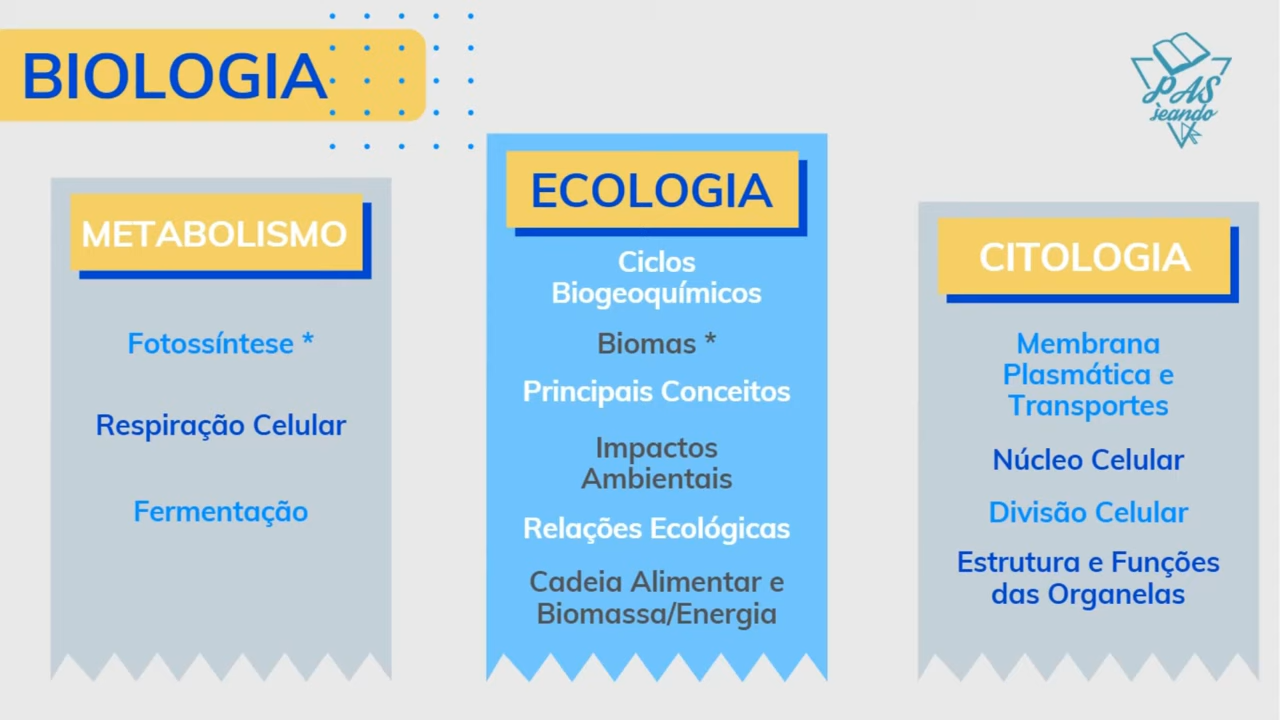 BIOLOGIA
PAS
seando
METABOLISMO
Fotossíntese *
Respiração Celular
Fermentação
ECOLOGIA
Ciclos
Biogeoquímicos
Biomas *
Principais Conceitos
Impactos
Ambientais
Relações Ecológicas
Cadeia Alimentar e
Biomassa/Energia
CITOLOGIA
Membrana
Plasmática e
Transportes
Núcleo Celular
Divisão Celular
Estrutura e Funções
das Organelas